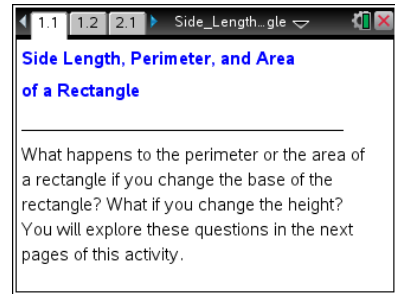 1.1 1.2 2.1 Side_Length…gle
Side Length, Perimeter, and Area
of a Rectangle
What happens to the perimeter or the area of
a rectangle if you change the base of the
rectangle? What if you change the height?
You will explore these questions in the next
pages of this activity.